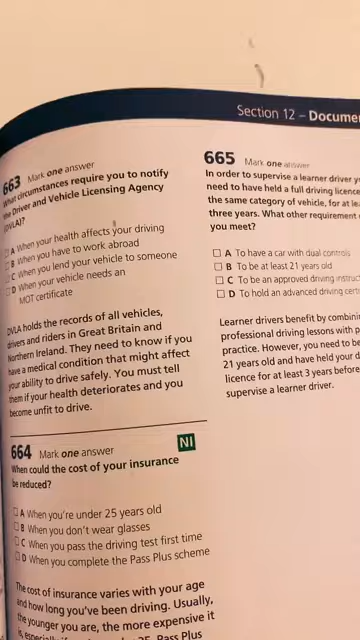 Section 12 – Docume
663 Mark one answer
What circumstances require you to notify
the Driver and Vehicle Licensing Agency
(DVLA)?
A When your health affects your driving
B When you have to work abroad
C When you lend your vehicle to someone
D When your vehicle needs an
MOT certificate
DVLA holds the records of all vehicles,
drivers and riders in Great Britain and
Northern Ireland. They need to know if you
have a medical condition that might affect
your ability to drive safely. You must tell
them if your health deteriorates and you
become unfit to drive.
NI
664 Mark one answer
When could the cost of your insurance
be reduced?
A When you're under 25 years old
B When you don't wear glasses
C When you pass the driving test first time
D When you complete the Pass Plus scheme
The cost of insurance varies with your age
and how long you've been driving. Usually,
the younger you are, the more expensive it
is, especially
Pass Plus
665 Mark one answer
In order to supervise a learner driver y
need to have held a full driving licence
the same category of vehicle, for at lea
three years. What other requirement
you meet?
A To have a car with dual controls
B To be at least 21 years old
C To be an approved driving instruct
D To hold an advanced driving certi
Learner drivers benefit by combinin
professional driving lessons with p
practice. However, you need to be
21 years old and have held your d
licence for at least 3 years before
supervise a learner driver.